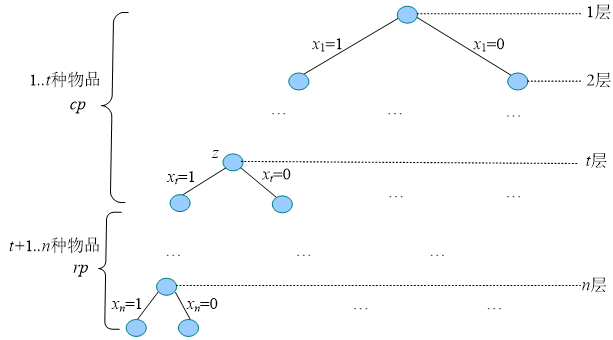 1层
x1=1
x1=0
1..t种物品
cp
2层
… … …
z
t层
xt=1
xt=0
… …
t+1..n种物品
rp
… … …
n层
xn=1
xn=0
… …